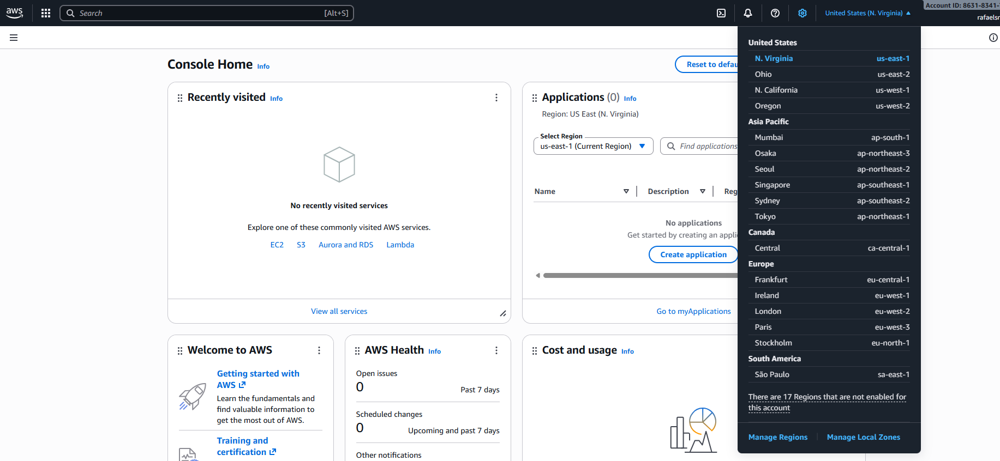 aws
Search
[Alt+S]
United States (N. Virginia)
Account ID: 8631-8341-
rafaelsr
Console Home Info
Reset to defau
Recently visited Info
No recently visited services
Explore one of these commonly visited AWS services.
EC2 S3 Aurora and RDS Lambda
View all services
Applications (0) Info
Region: US East (N. Virginia)
Select Region
us-east-1 (Current Region)
Find applications
Name Description Reg
No applications
Get started by creating an appli
Create application
Go to myApplications
Welcome to AWS
Getting started with
AWS
Learn the fundamentals and
find valuable information to
get the most out of AWS.
Training and
certification
AWS Health Info
Open issues
0
Past 7 days
Scheduled changes
0
Upcoming and past 7 days
Other notifications
Cost and usage Info
United States
N. Virginia us-east-1
Ohio us-east-2
N. California us-west-1
Oregon us-west-2
Asia Pacific
Mumbai ap-south-1
Osaka ap-northeast-3
Seoul ap-northeast-2
Singapore ap-southeast-1
Sydney ap-southeast-2
Tokyo ap-northeast-1
Canada
Central ca-central-1
Europe
Frankfurt eu-central-1
Ireland eu-west-1
London eu-west-2
Paris eu-west-3
Stockholm eu-north-1
South America
São Paulo sa-east-1
There are 17 Regions that are not enabled for
this account
Manage Regions Manage Local Zones